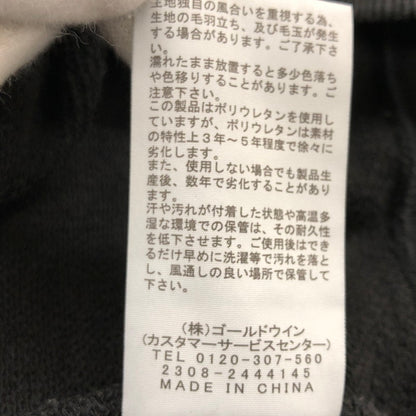 生地独自の風合いを重視する為、
生地の毛羽立ち、及び毛玉が発生
する場合があります。ご了承下さ
い。
濡れたまま放置すると多少色落ち
や色移りすることがあります。ご
注意下さい。
この製品はポリウレタンを使用し
ていますが、ポリウレタンは素材
の特性上3年～5年程度で徐々に
劣化します。
また、使用しない場合でも製品生
産後、数年で劣化することがあり
ます。
汗や汚れが付着した状態や高温多
湿な環境での保管は、その耐久性
を低下させます。ご使用後はでき
るだけ早めに洗濯等で汚れを落と
し、風通しの良い場所で保管して
下さい。
(株)ゴールドウイン
(カスタマーサービスセンター)
TEL 0120-307-560
2308-2444145
MADE IN CHINA